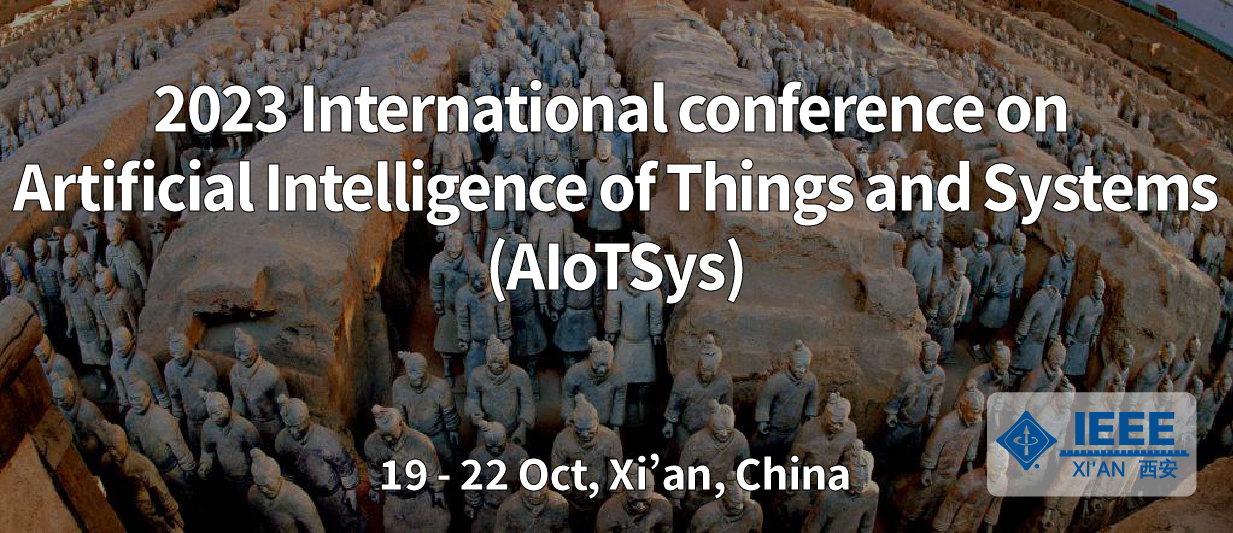 2023 International conference on
Artificial Intelligence of Things and Systems
(AIoTSys)
19 - 22 Oct, Xi’an, China
IEEE
XI'AN 西安